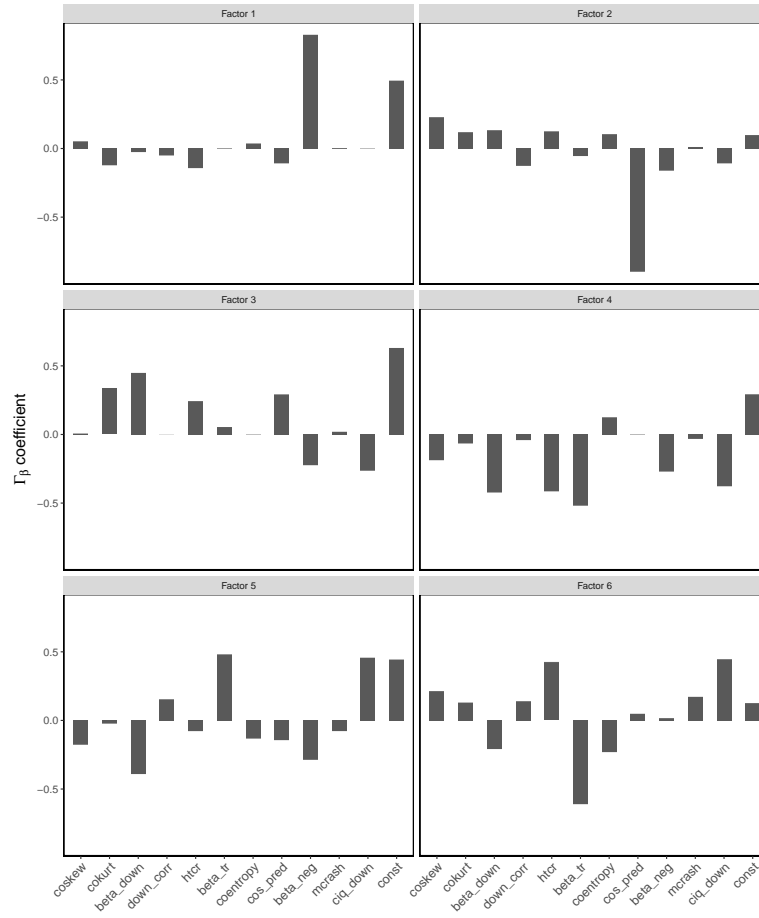 Factor 1
Factor 2
0.5
0.0
−0.5
Factor 3
Factor 4
0.5
0.0
−0.5
Γβ coefficient
Factor 5
Factor 6
0.5
0.0
−0.5
coskew
cokurt
beta_down
down_corr
htcr
beta_tr
coentropy
cos_pred
beta_neg
mcrash
ciq_down
const
coskew
cokurt
beta_down
down_corr
htcr
beta_tr
coentropy
cos_pred
beta_neg
mcrash
ciq_down
const